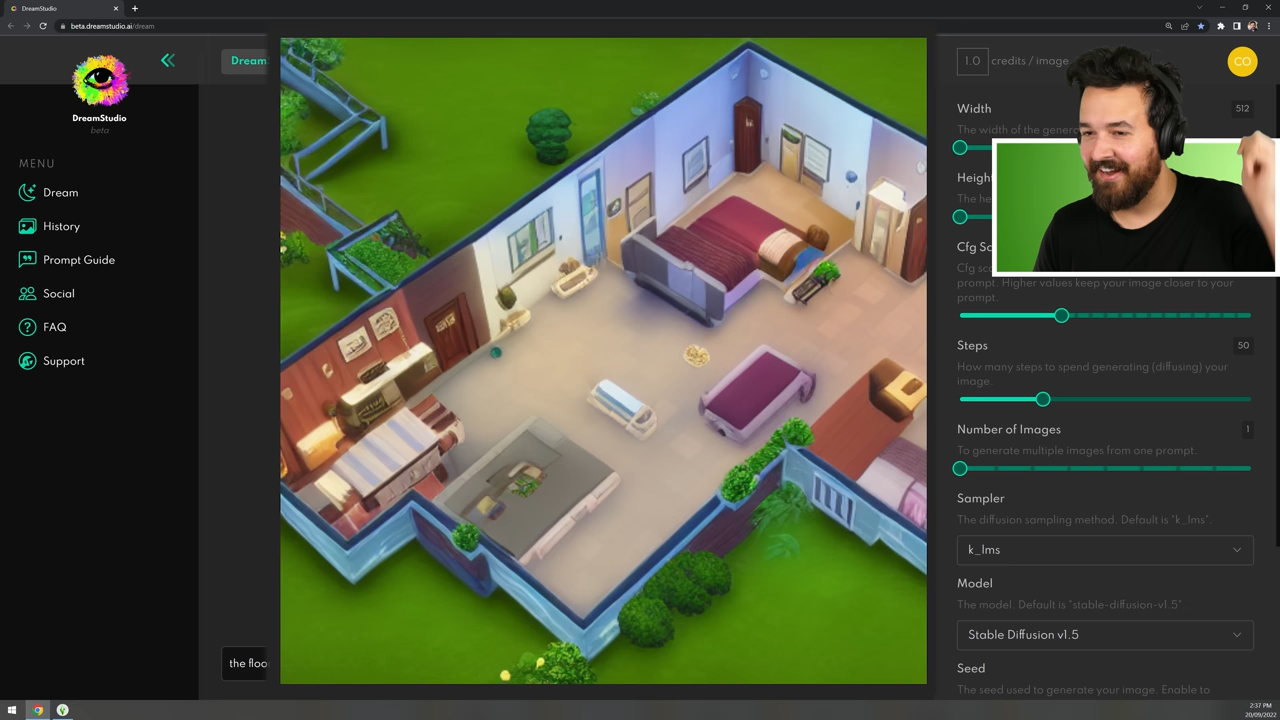 DreamStudio
beta.dreamstudio.ai/dream
DreamStudio
beta
MENU
Dream
History
Prompt Guide
Social
FAQ
Support
Dream
the floo
1.0 credits / image
CO
Width
512
The width of the genera
Heigh
The he
Cfg Sc
Cfg sca
prompt. Higher values keep your image closer to your
prompt.
Steps
50
How many steps to spend generating (diffusing) your
image.
Number of Images
1
To generate multiple images from one prompt.
Sampler
The diffusion sampling method. Default is "k_lms".
k_lms
Model
The model. Default is "stable-diffusion-v1.5"
Stable Diffusion v1.5
Seed
The seed used to generate your image. Enable to
2:37 PM
20/09/2022